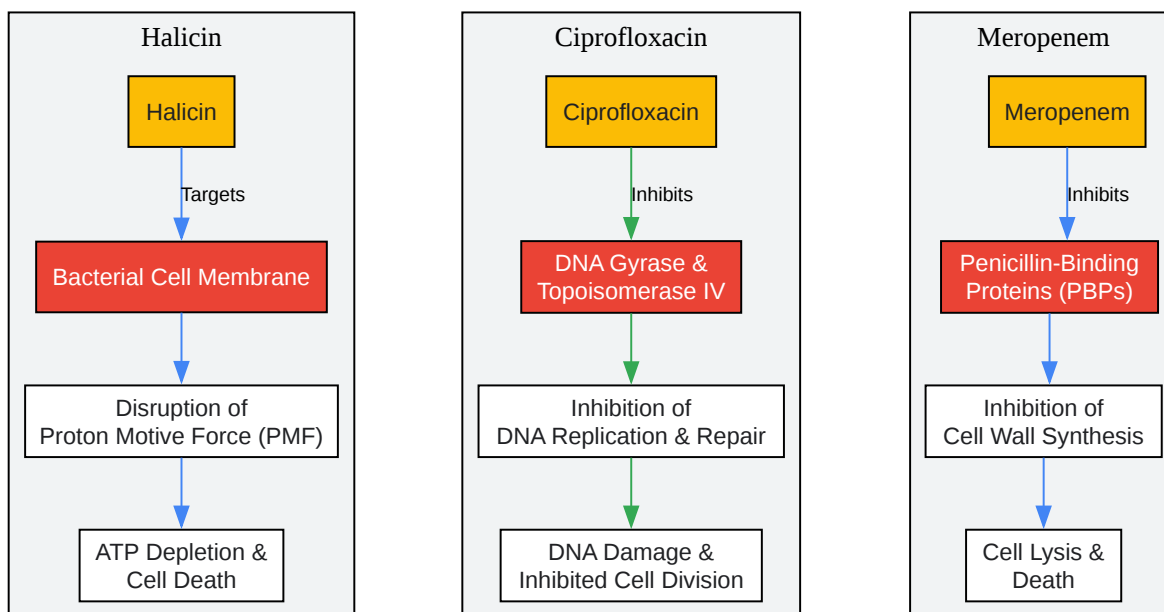 Halicin
Halicin
Targets
Bacterial Cell Membrane
Disruption of
Proton Motive Force (PMF)
ATP Depletion &
Cell Death
Ciprofloxacin
Ciprofloxacin
Inhibits
DNA Gyrase &
Topoisomerase IV
Inhibition of
DNA Replication & Repair
DNA Damage &
Inhibited Cell Division
Meropenem
Meropenem
Inhibits
Penicillin-Binding
Proteins (PBPs)
Inhibition of
Cell Wall Synthesis
Cell Lysis &
Death